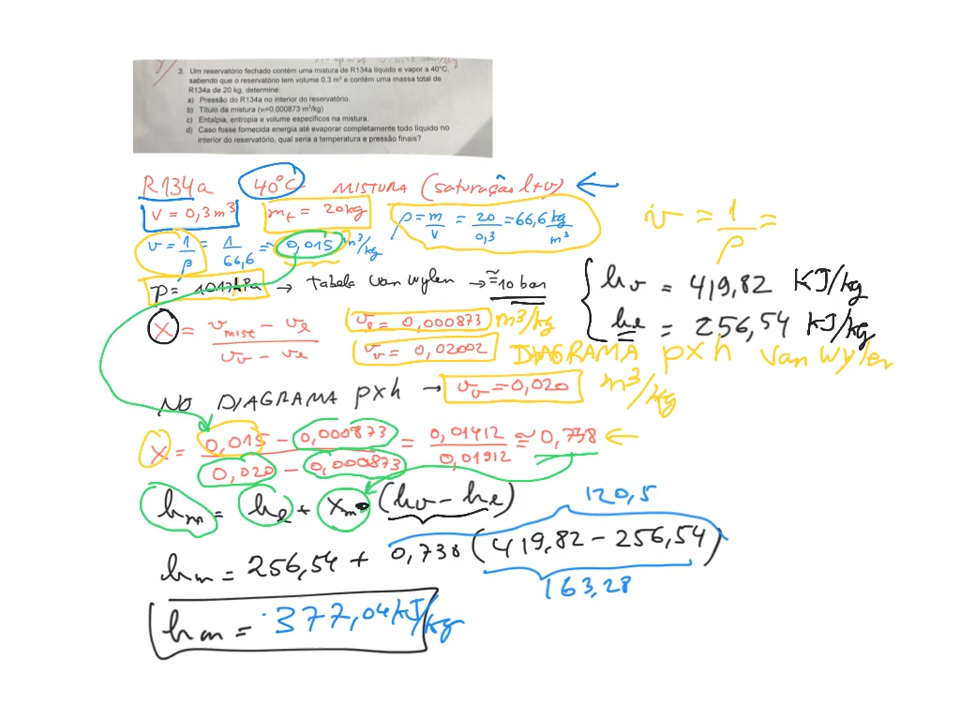 3. Um reservatório fechado contém uma mistura de R134a líquido e vapor a 40°C,
sabendo que o reservatório tem volume 0,3 m³ e contém uma massa total de
R134a de 20 kg, determine:
a) Pressão do R134a no interior do reservatório.
b) Título da mistura (vl=0,000873 m³/kg)
c) Entalpia, entropia e volume específicos na mistura.
d) Caso fosse fornecida energia até evaporar completamente todo líquido no
interior do reservatório, qual seria a temperatura e pressão finais?
R134a 40°C MISTURA (saturação l+v) ←
V = 0,3 m³ mt = 20kg ρ = m/V = 20/0,3 = 66,6 kg/m³ v = 1/ρ =
v = 1/ρ = 1/66,6 = 0,015 m³/kg
P = 1017 kPa → tabela van wylen → ≅ 10 bar
hv = 419,82 KJ/kg
hl = 256,54 KJ/kg
X = (vmist − vl)/(vv − vl) vl = 0,000873 m³/kg
vv = 0,02002 DIAGRAMA pxh Van Wylen
NO DIAGRAMA pxh → vv = 0,020 m³/kg
X = (0,015 − 0,000873)/(0,020 − 0,000873) = 0,01412/0,01912 ≅ 0,738 ←
hm = hl + xm • (hv − hl) 120,5
hm = 256,54 + 0,738 (419,82 − 256,54)
163,28
hm = 377,04 kJ/kg